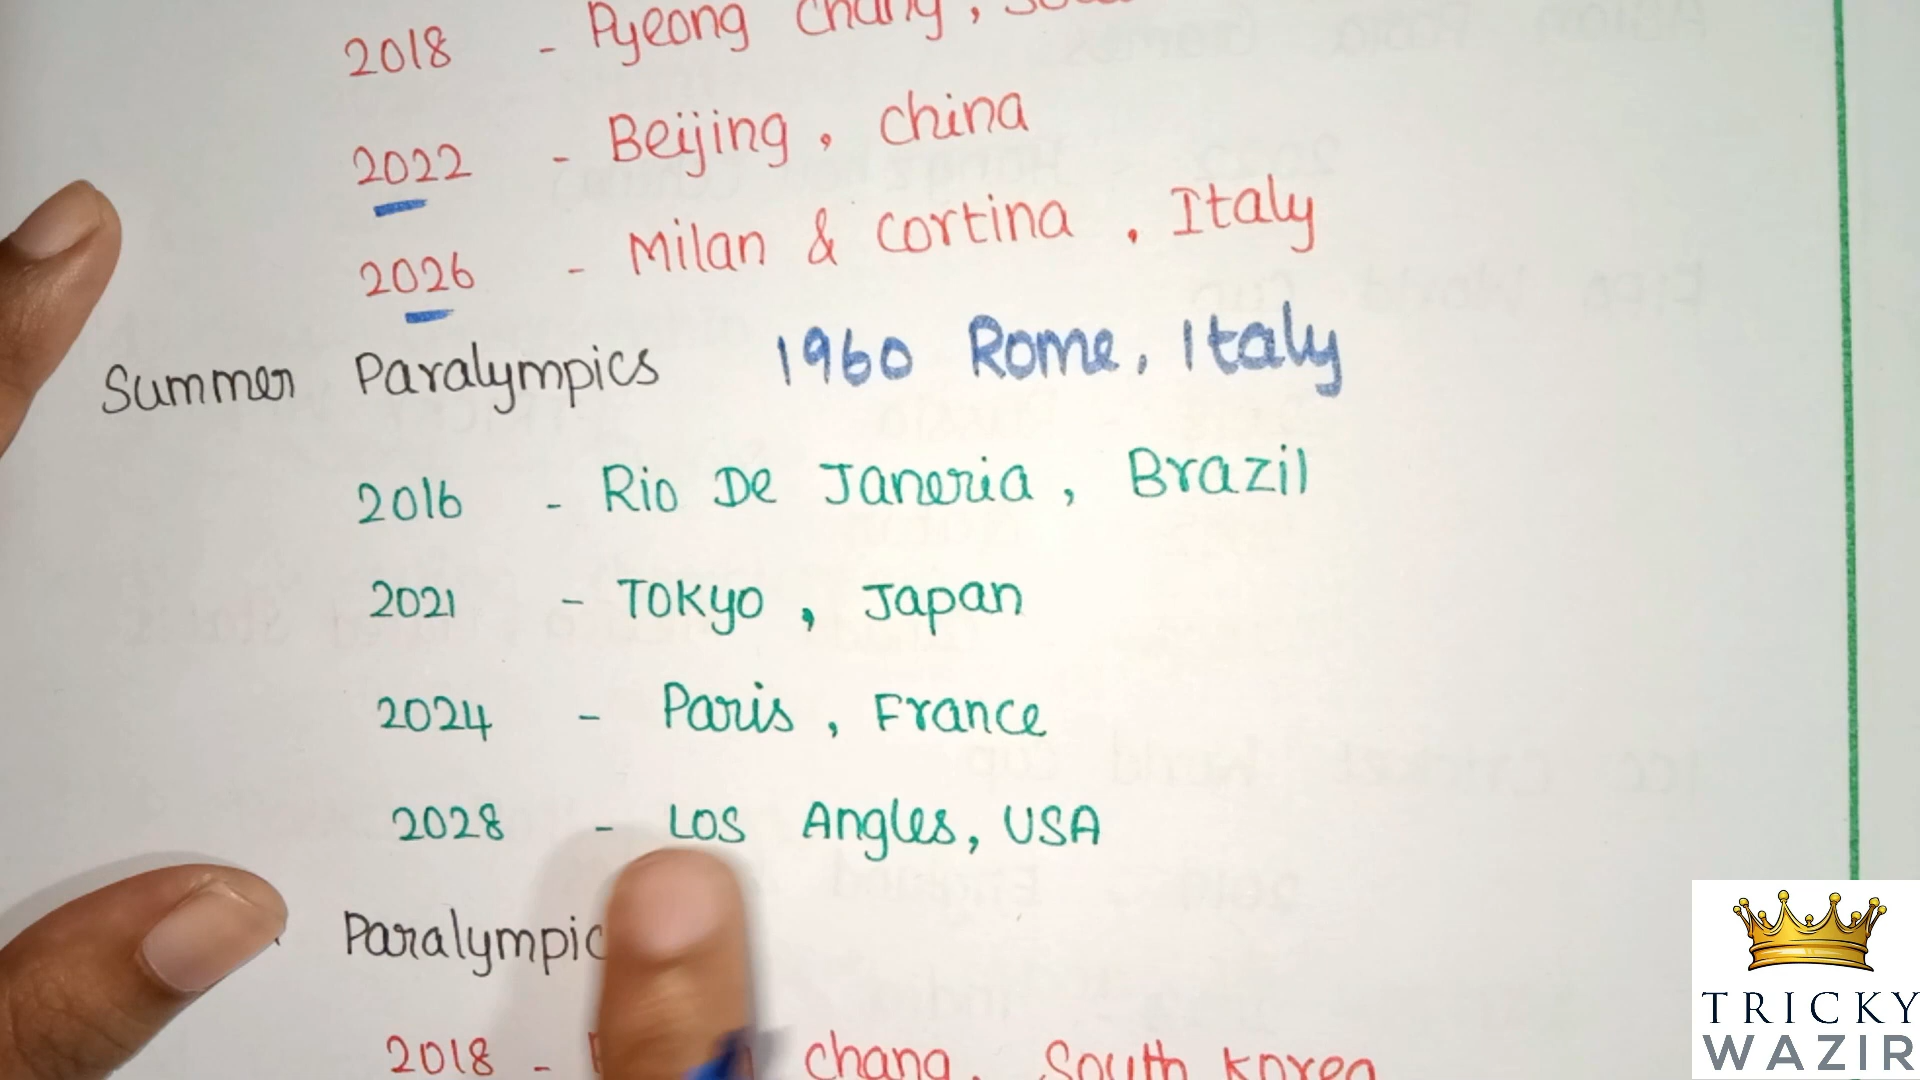 2018 - Pyeong Chang,
2022 - Beijing, China
2026 - Milan & Cortina, Italy
Summer Paralympics 1960 Rome, Italy
2016 - Rio De Janeria, Brazil
2021 - Tokyo, Japan
2024 - Paris, France
2028 - Los Angles, USA
Paralympic
2018 - chang, South Korea
TRICKY
WAZIR